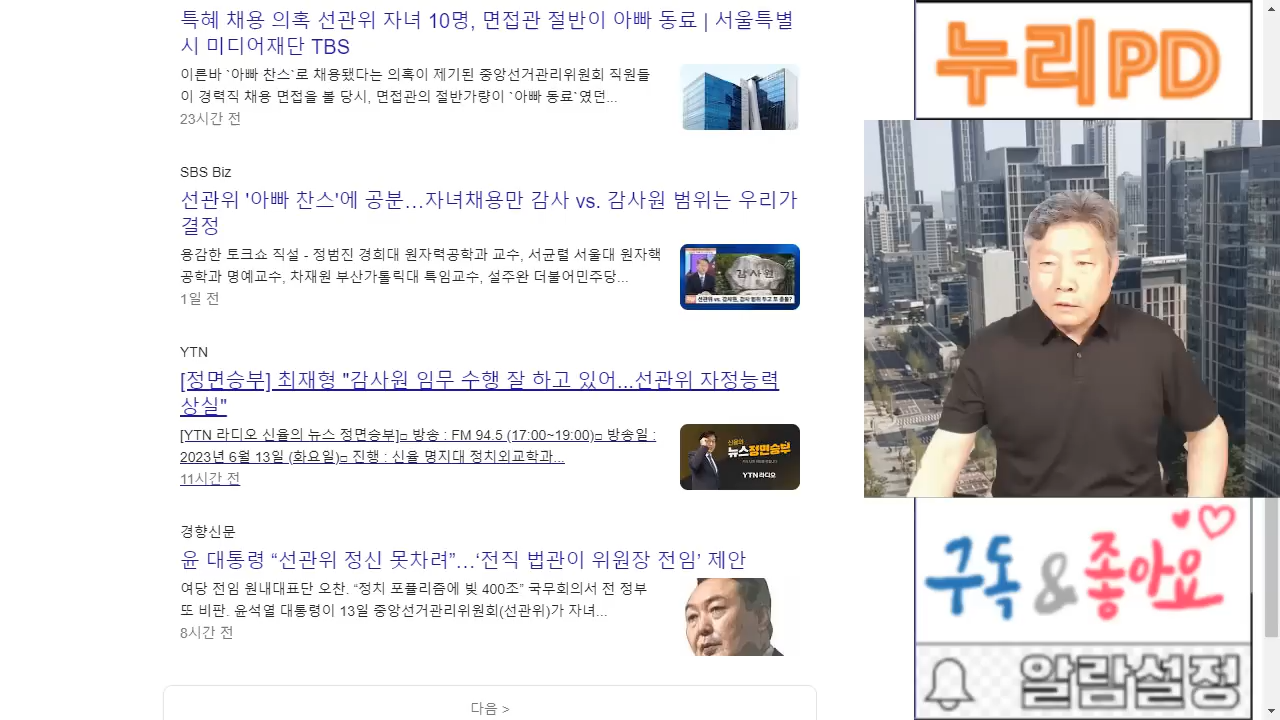 특혜 채용 의혹 선관위 자녀 10명, 면접관 절반이 아빠 동료 | 서울특별
시 미디어재단 TBS
이른바 `아빠 찬스`로 채용됐다는 의혹이 제기된 중앙선거관리위원회 직원들
이 경력직 채용 면접을 볼 당시, 면접관의 절반가량이 `아빠 동료`였던...
23시간 전
SBS Biz
선관위 '아빠 찬스'에 공분…자녀채용만 감사 vs. 감사원 범위는 우리가
결정
용감한 토크쇼 직설 - 정범진 경희대 원자력공학과 교수, 서균렬 서울대 원자핵
공학과 명예교수, 차재원 부산가톨릭대 특임교수, 설주완 더불어민주당...
1일 전
감사원
YTN
[정면승부] 최재형 "감사원 임무 수행 잘 하고 있어...선관위 자정능력
상실"
[YTN 라디오 신율의 뉴스 정면승부]▫ 방송 : FM 94.5 (17:00~19:00)▫ 방송일 :
2023년 6월 13일 (화요일)▫ 진행 : 신율 명지대 정치외교학과...
11시간 전
신율의
뉴스정면승부
YTN 라디오
경향신문
윤 대통령 “선관위 정신 못차려”…‘전직 법관이 위원장 전임’ 제안
여당 전임 원내대표단 오찬. “정치 포퓰리즘에 빚 400조” 국무회의서 전 정부
또 비판. 윤석열 대통령이 13일 중앙선거관리위원회(선관위)가 자녀...
8시간 전
다음 >
누리PD
구독&좋아요
알람설정